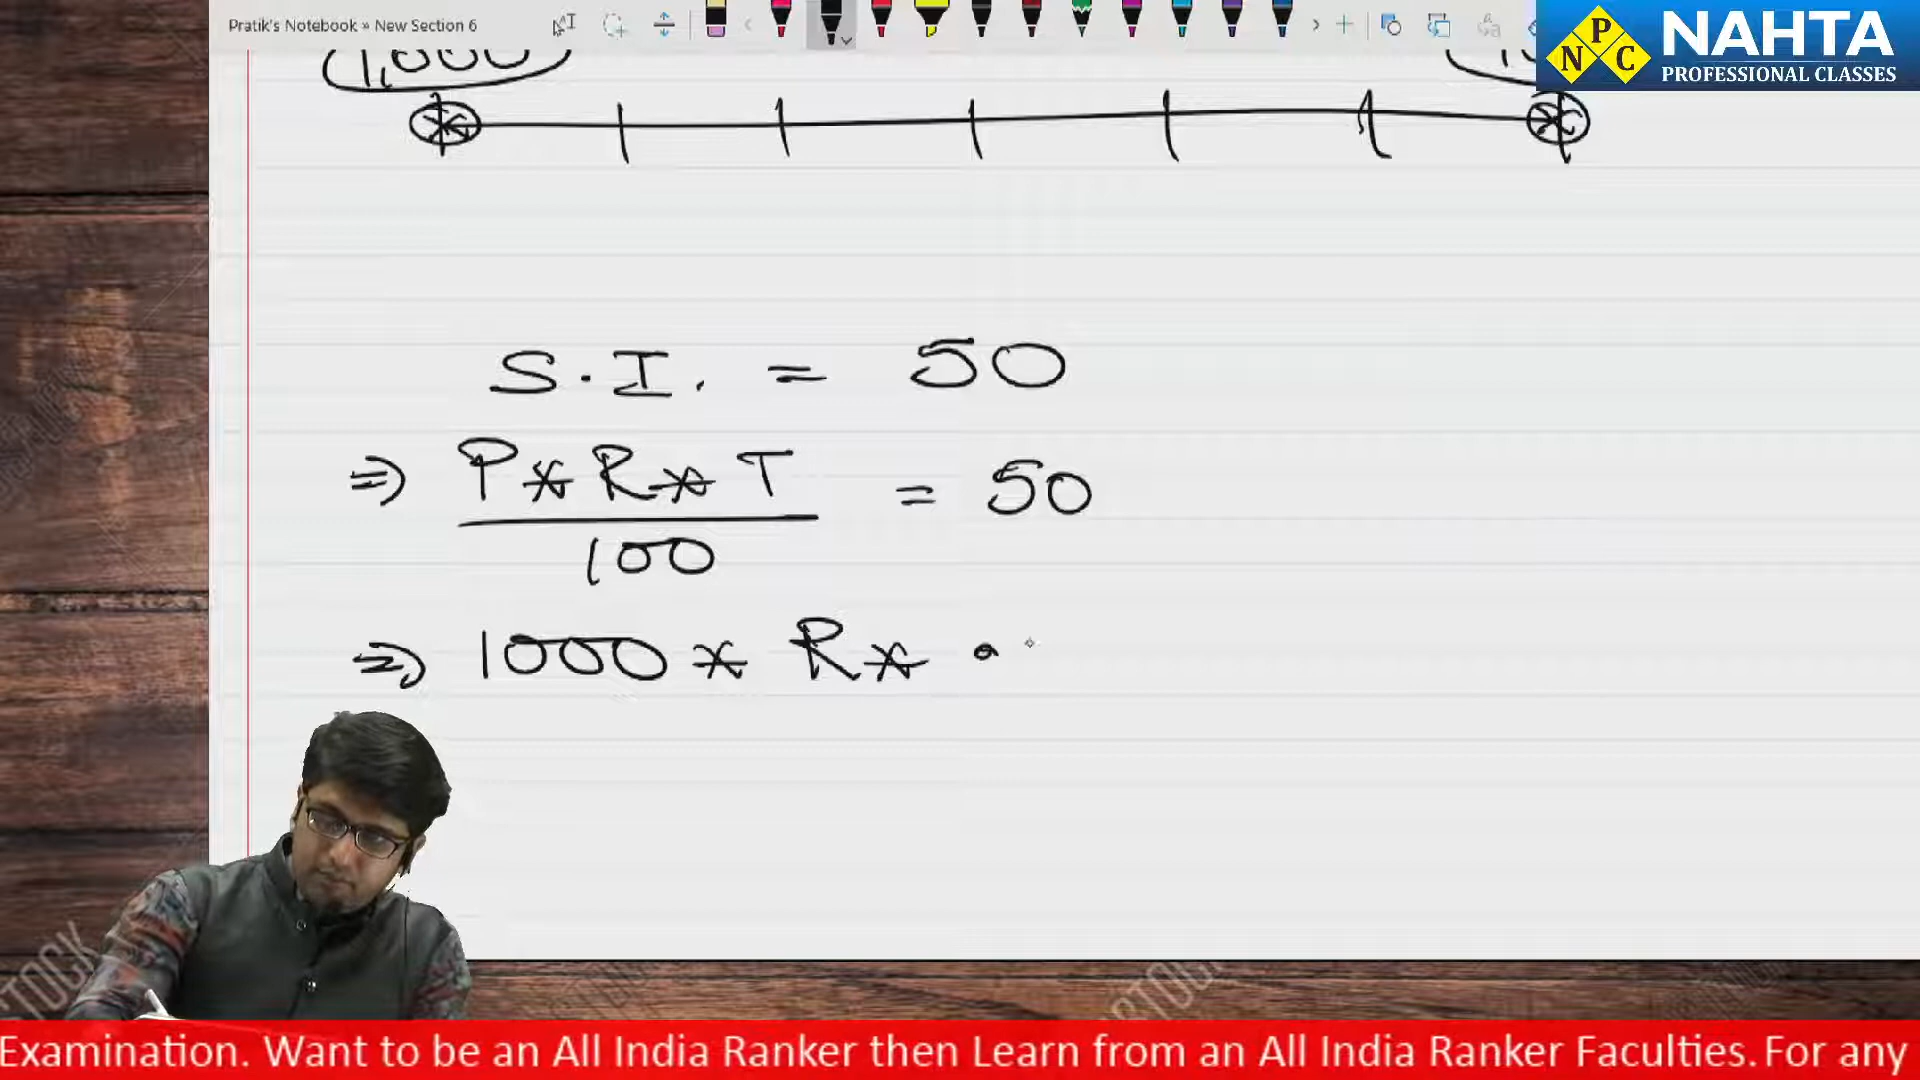 Pratik's Notebook » New Section 6
NPC
NAHTA
PROFESSIONAL CLASSES
1,000
S.I. = 50
⇒ P * R * T / 100 = 50
⇒ 1000 * R *
Examination. Want to be an All India Ranker then Learn from an All India Ranker Faculties. For any